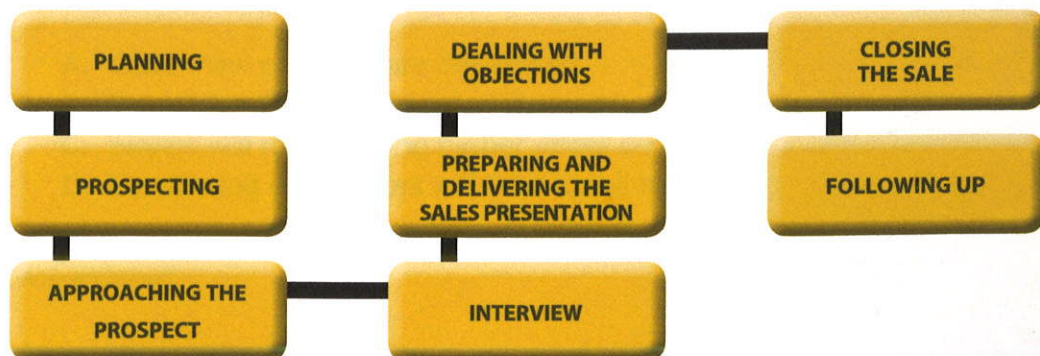 PLANNING
PROSPECTING
APPROACHING THE
PROSPECT
INTERVIEW
PREPARING AND
DELIVERING THE
SALES PRESENTATION
DEALING WITH
OBJECTIONS
CLOSING
THE SALE
FOLLOWING UP